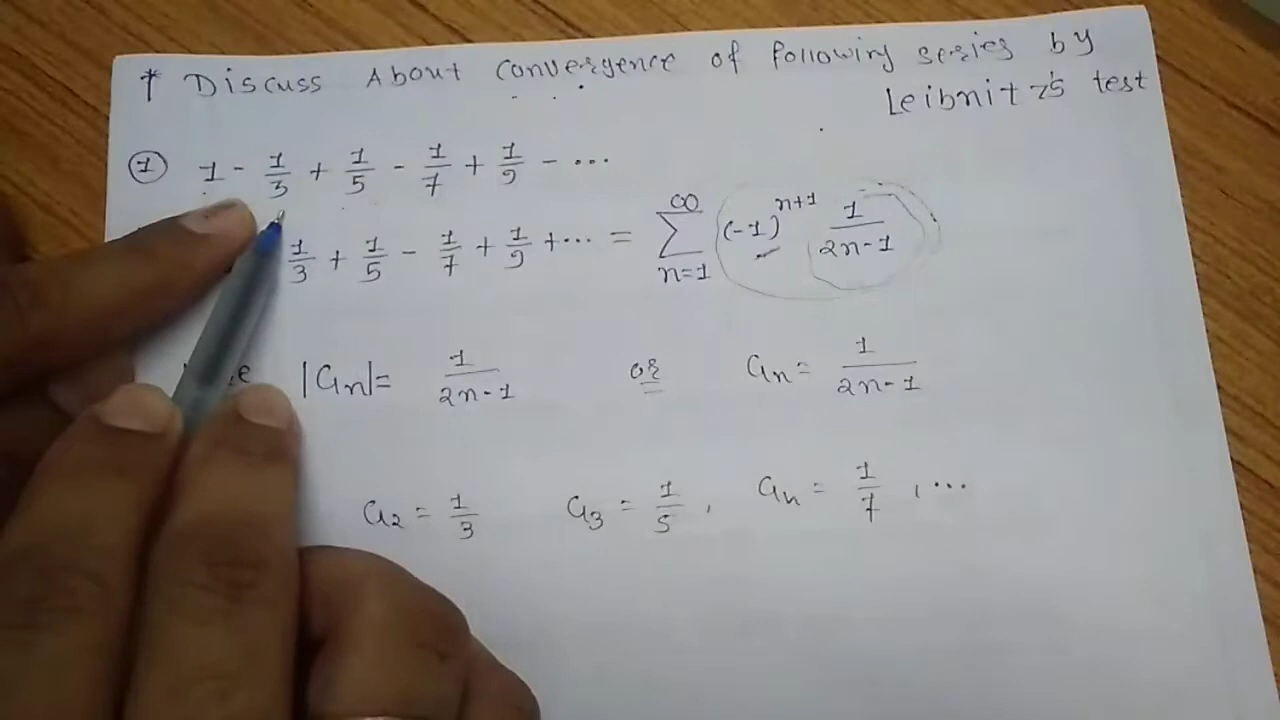 * Discuss About convergence of following series by
Leibnitz's test
① 1 - 1/3 + 1/5 - 1/7 + 1/9 - ...
1/3 + 1/5 - 1/7 + 1/9 + ... = ∑_{n=1}^{∞} (-1)^{n+1} 1/(2n-1)
|an| = 1/(2n-1) or an = 1/(2n-1)
a2 = 1/3 a3 = 1/5 , an = 1/7 , ...